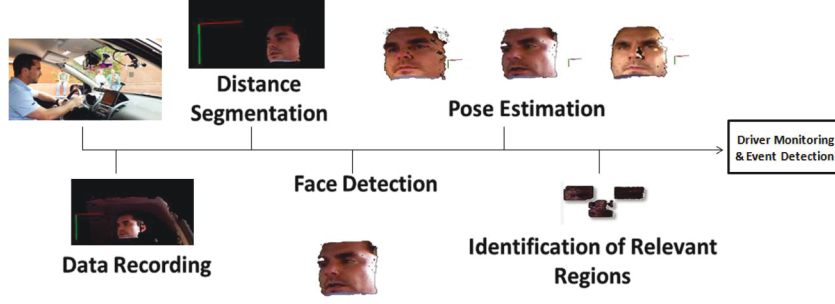 Distance
Segmentation
Pose Estimation
Driver Monitoring
& Event Detection
Face Detection
Data Recording
Identification of Relevant
Regions